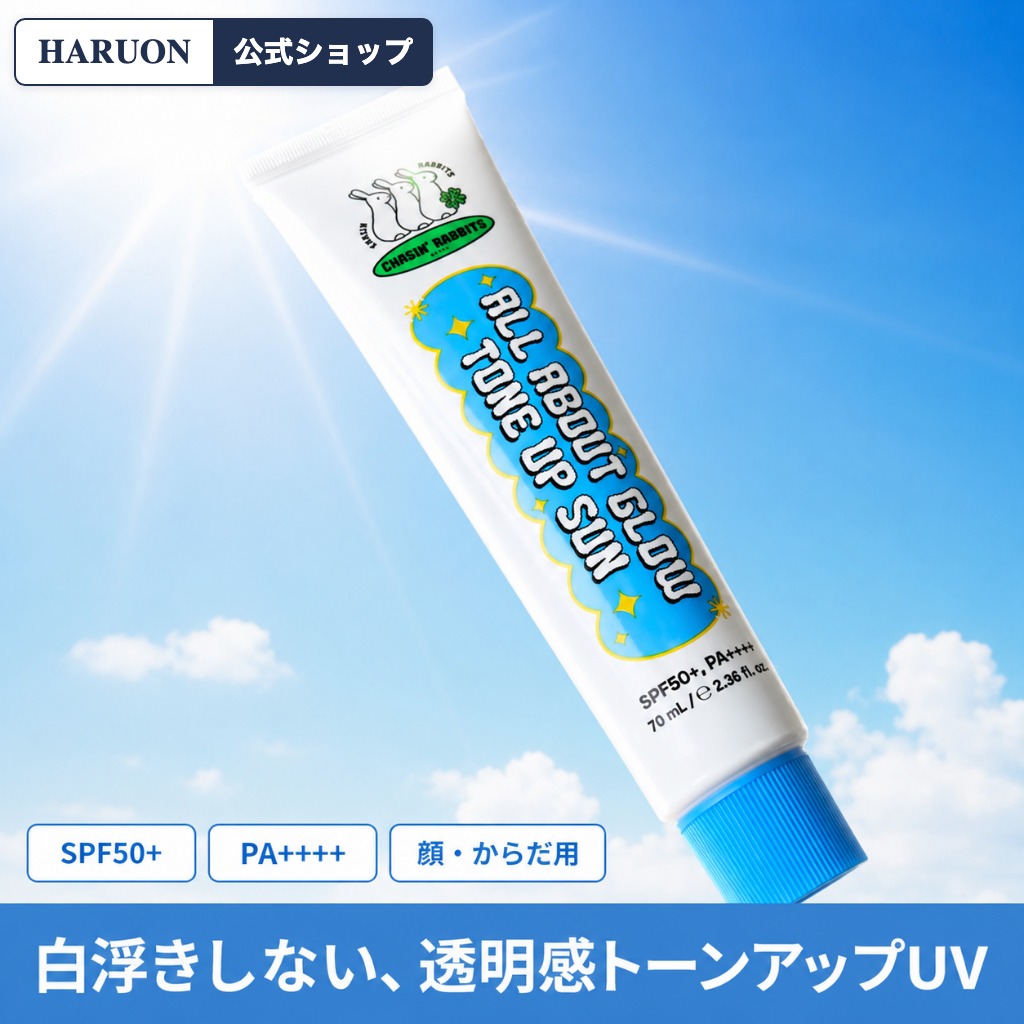 HARUON 公式ショップ
RABBITS
CHASIN' RABBITS
ALL ABOUT GLOW
TONE UP SUN
SPF50+, PA++++
70 mL / ℮ 2.36 fl. oz.
SPF50+
PA++++
顔・からだ用
白浮きしない、透明感トーンアップUV